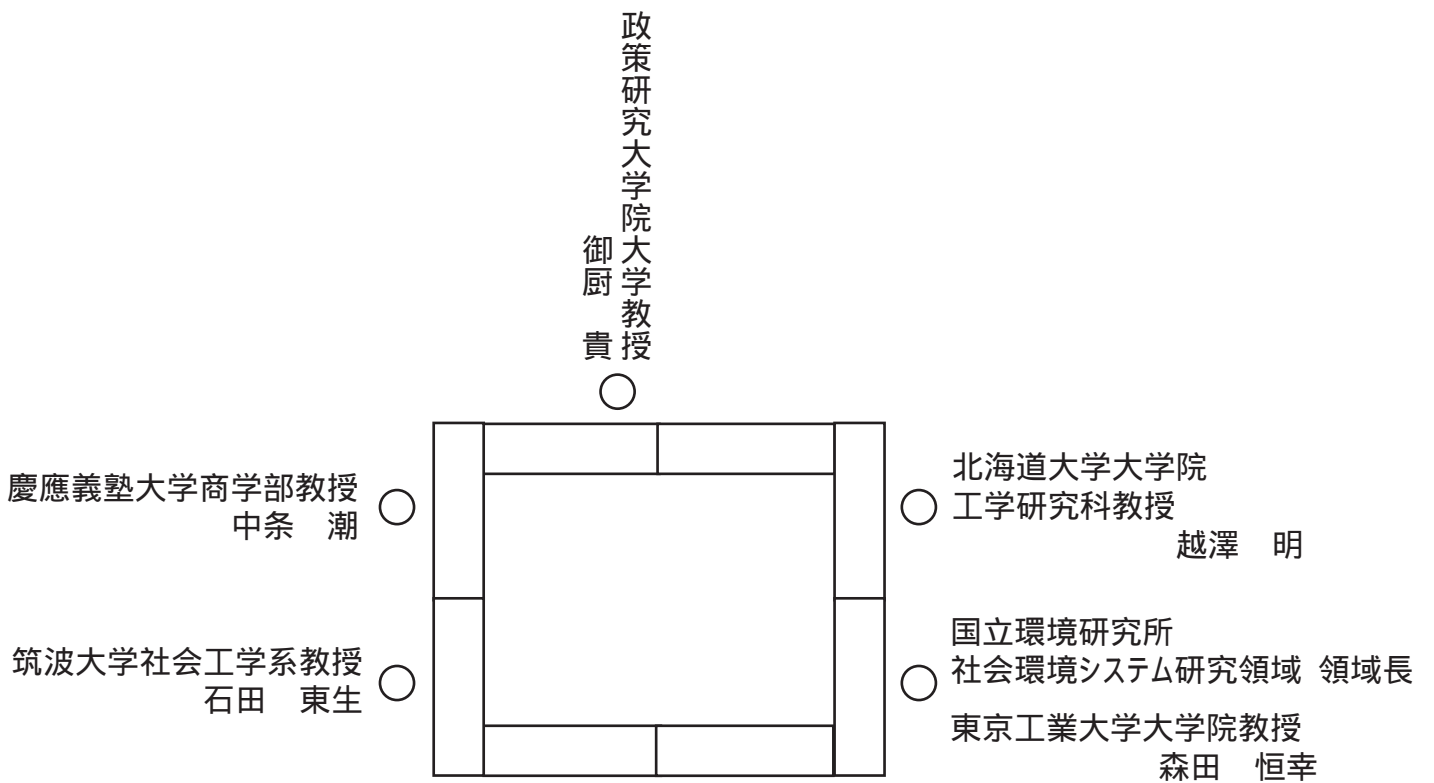 政策研究大学院大学教授
御厨　貴
慶應義塾大学商学部教授
中条　潮
筑波大学社会工学系教授
石田　東生
北海道大学大学院
工学研究科教授
越澤　明
国立環境研究所
社会環境システム研究領域 領域長
東京工業大学大学院教授
森田　恒幸